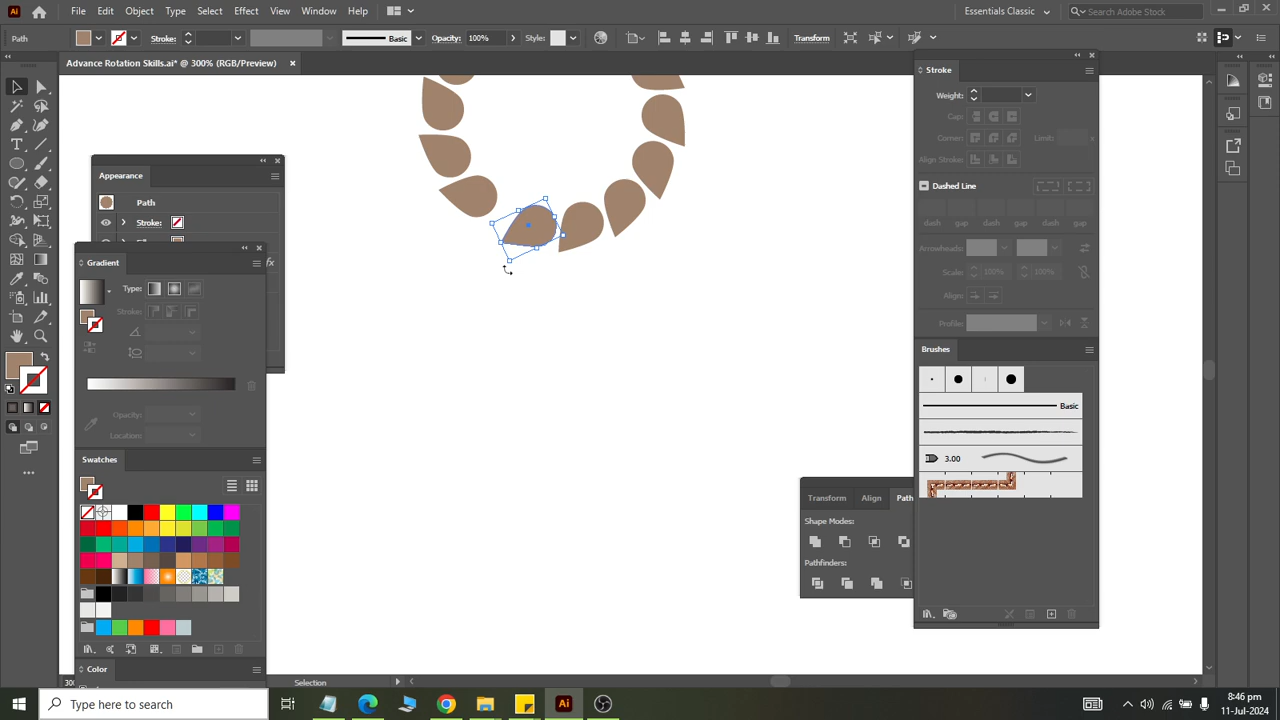 Ai File Edit Object Type Select Effect View Window Help Essentials Classic Search Adobe Stock
Path Stroke: Basic Opacity: 100% Style: Transform
Advance Rotation Skills.ai* @ 300% (RGB/Preview)
Stroke
Weight:
Cap:
Corner: Limit: x
Align Stroke:
Dashed Line
dash gap dash gap dash gap
Arrowheads:
Scale: 100% 100%
Align:
Profile:
Appearance
Path
Stroke:
fx
Gradient
Type:
Stroke:
Opacity:
Location:
Swatches
Color
Brushes
Basic
3.00
Transform Align Path
Shape Modes:
Pathfinders:
Selection
Type here to search
Ai
8:46 pm
11-Jul-2024